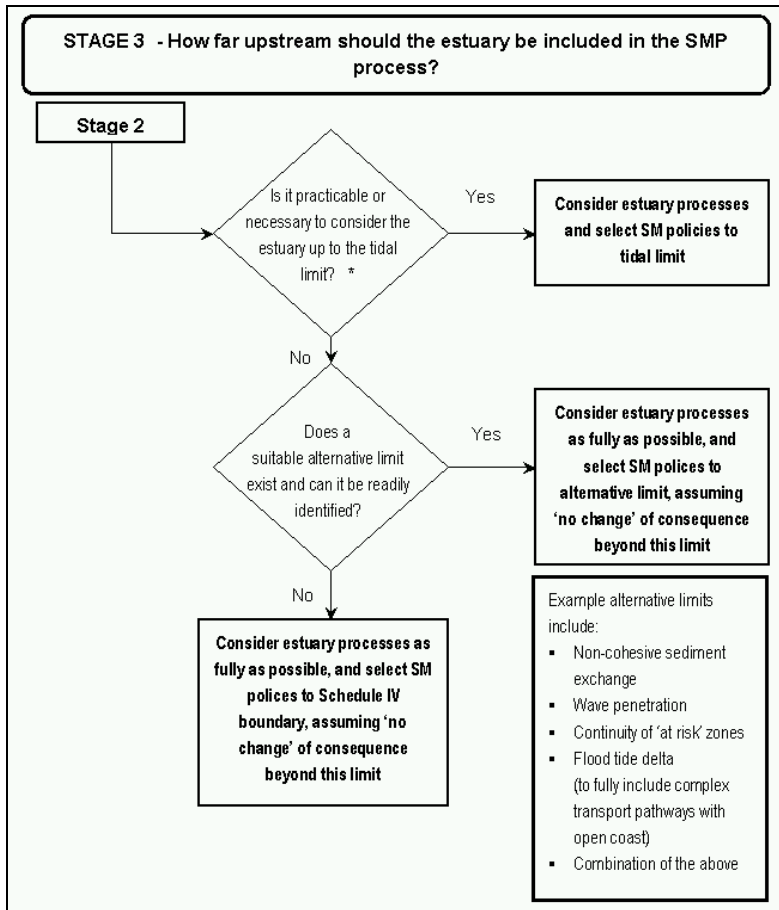 STAGE 3 - How far upstream should the estuary be included in the SMP
process?
Stage 2
Is it practicable or
necessary to consider the
estuary up to the tidal
limit? *
Yes
Consider estuary processes
and select SM policies to
tidal limit
No
Does a
suitable alternative limit
exist and can it be readily
identified?
Yes
Consider estuary processes
as fully as possible, and
select SM polices to
alternative limit, assuming
‘no change’ of consequence
beyond this limit
No
Consider estuary processes as
fully as possible, and select SM
polices to Schedule IV
boundary, assuming ‘no
change’ of consequence
beyond this limit
Example alternative limits
include:
▪ Non-cohesive sediment
exchange
▪ Wave penetration
▪ Continuity of ‘at risk’ zones
▪ Flood tide delta
(to fully include complex
transport pathways with
open coast)
▪ Combination of the above